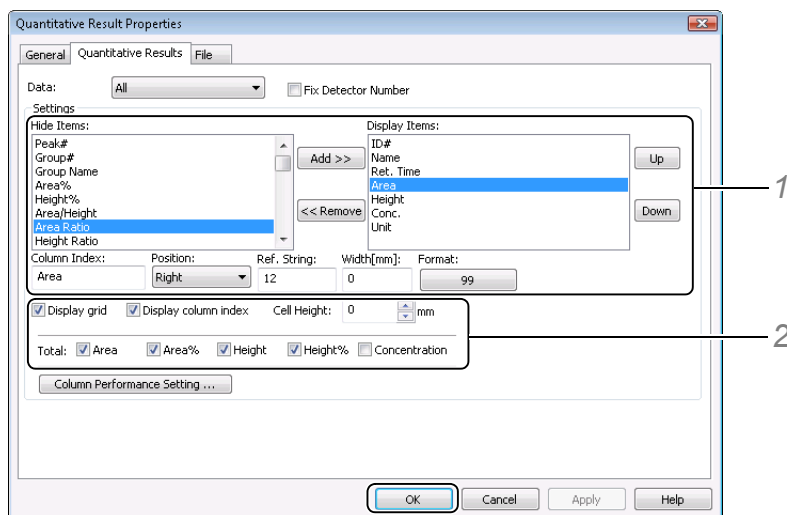 Quantitative Result Properties
General Quantitative Results File
Data: All Fix Detector Number
Settings
Hide Items: Display Items:
Peak# ID#
Group# Name
Group Name Ret. Time
Area% Area
Height% Height
Area/Height Conc.
Area Ratio Unit
Height Ratio
Add >> Up
<< Remove Down
1
Column Index: Position: Ref. String: Width[mm]: Format:
Area Right 12 0 99
Display grid Display column index Cell Height: 0 mm
2
Total: Area Area% Height Height% Concentration
Column Performance Setting ...
OK Cancel Apply Help